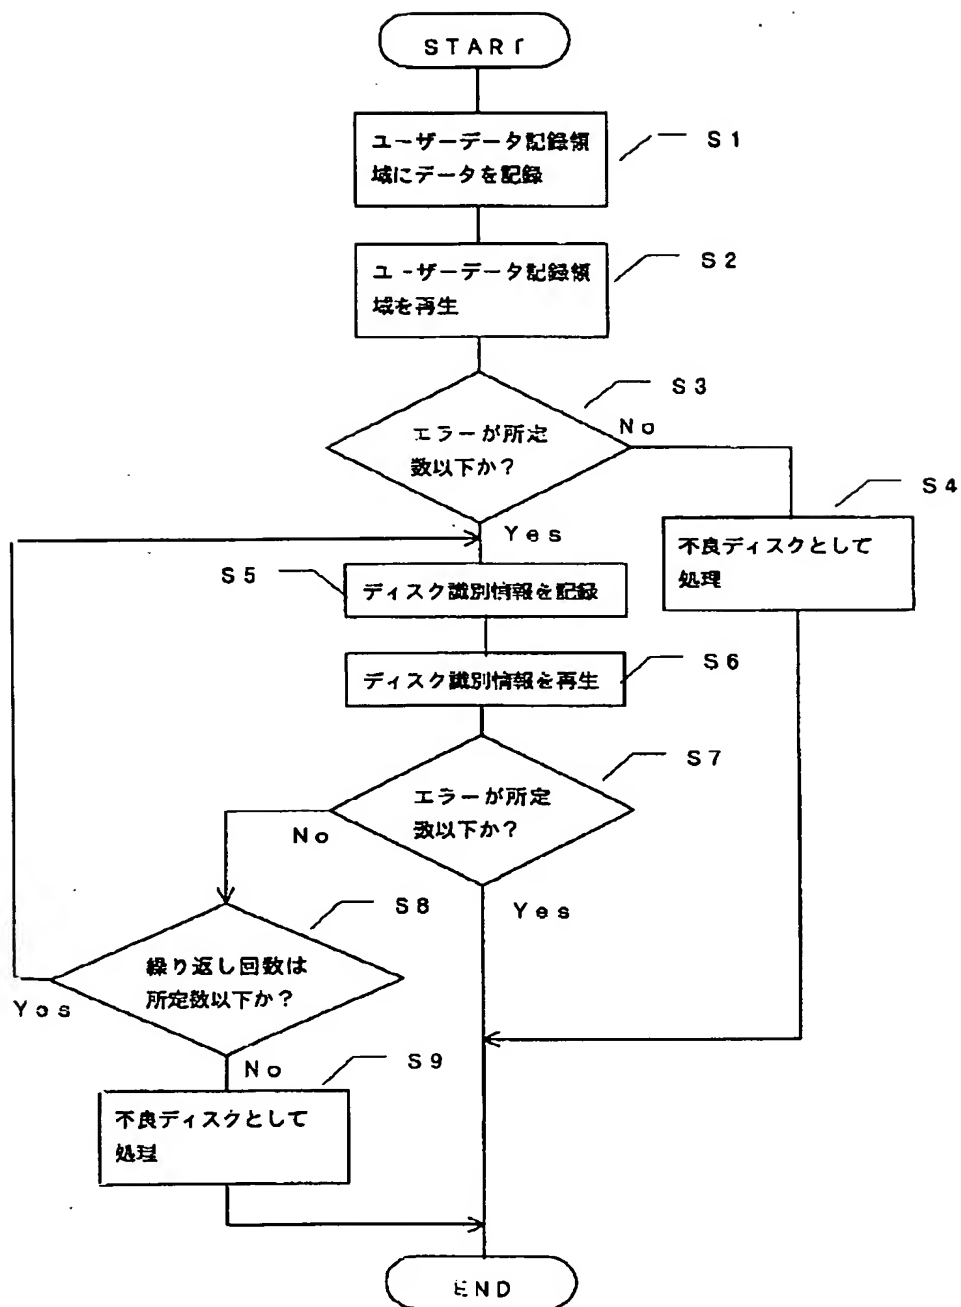 START
ユーザーデータ記録領
域にデータを記録
S1
ユーザーデータ記録領
域を再生
S2
S3
エラーが所定
数以下か？
No
Yes
S4
不良ディスクとして
処理
S5
ディスク識別情報を記録
S6
ディスク識別情報を再生
S7
エラーが所定
数以下か？
No
Yes
S8
繰り返し回数は
所定数以下か？
Yes
No
S9
不良ディスクとして
処理
END